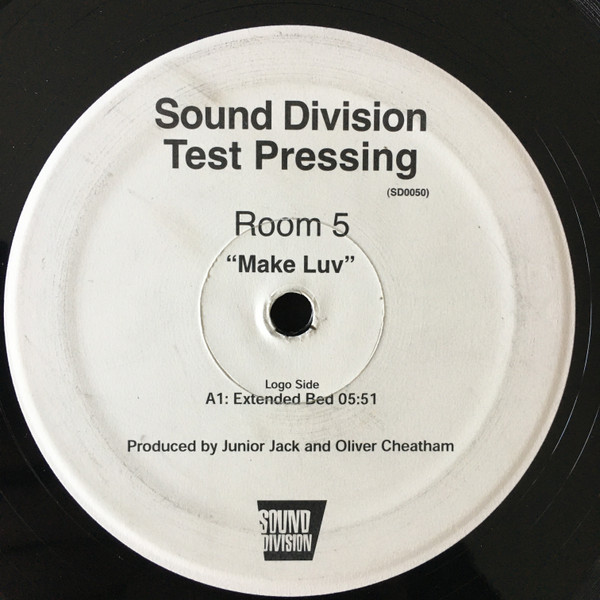 Sound Division
Test Pressing
(SD0050)
Room 5
“Make Luv”
Logo Side
A1: Extended Bed 05:51
Produced by Junior Jack and Oliver Cheatham
SOUND
DIVISION